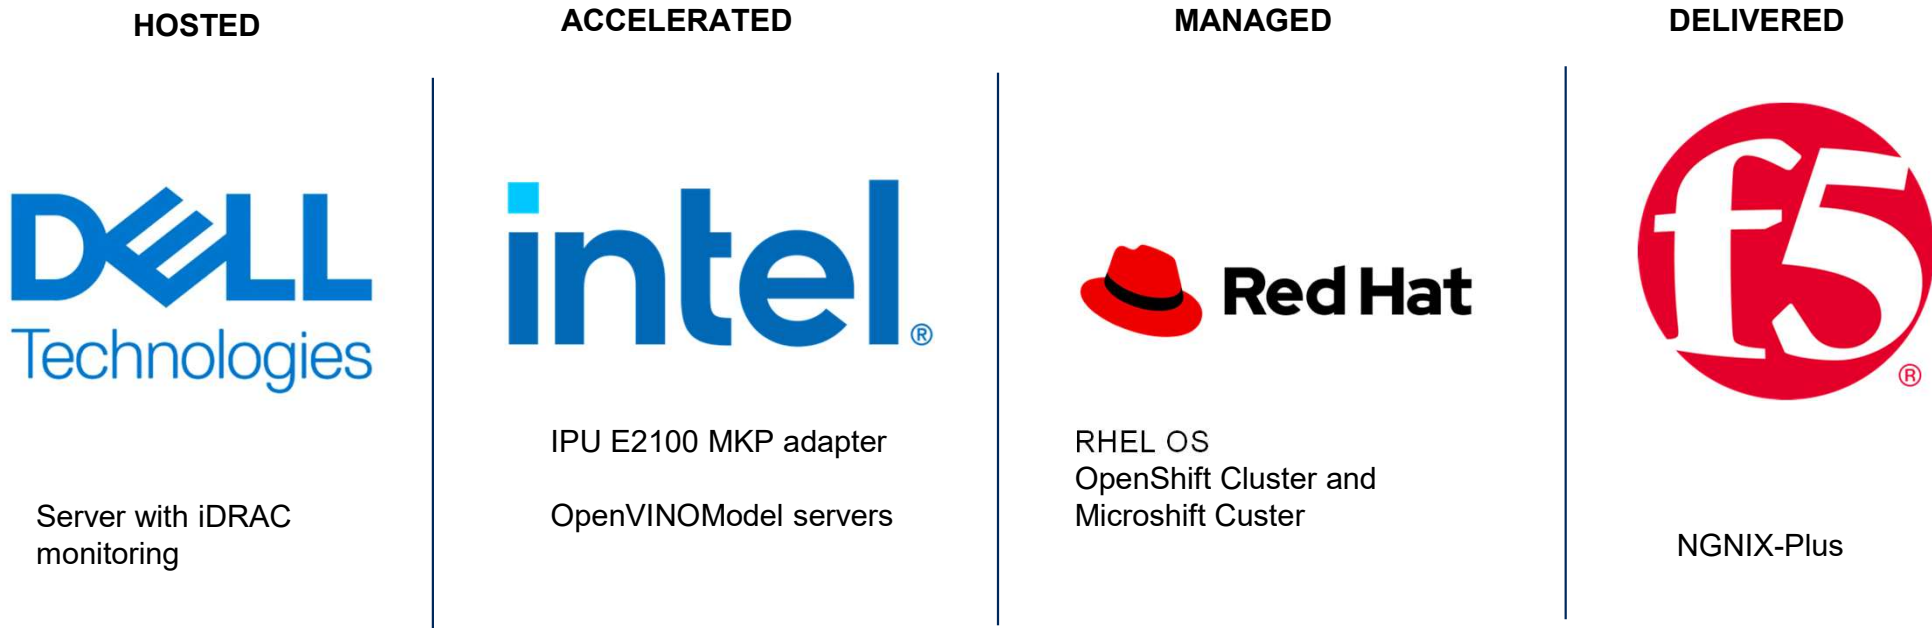 HOSTED
DELL
Technologies
Server with iDRAC
monitoring
ACCELERATED
intel®
IPU E2100 MKP adapter
OpenVINOModel servers
MANAGED
Red Hat
RHEL OS
OpenShift Cluster and
Microshift Custer
DELIVERED
f5®
NGNIX-Plus